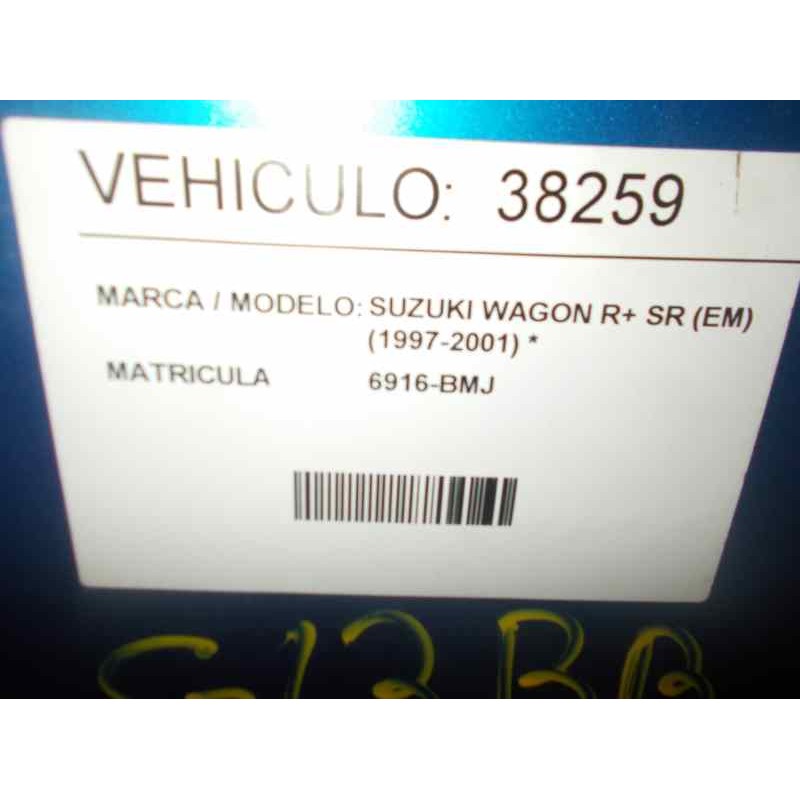 VEHICULO: 38259
MARCA / MODELO: SUZUKI WAGON R+ SR (EM)
(1997-2001) *
MATRICULA 6916-BMJ
G13BB